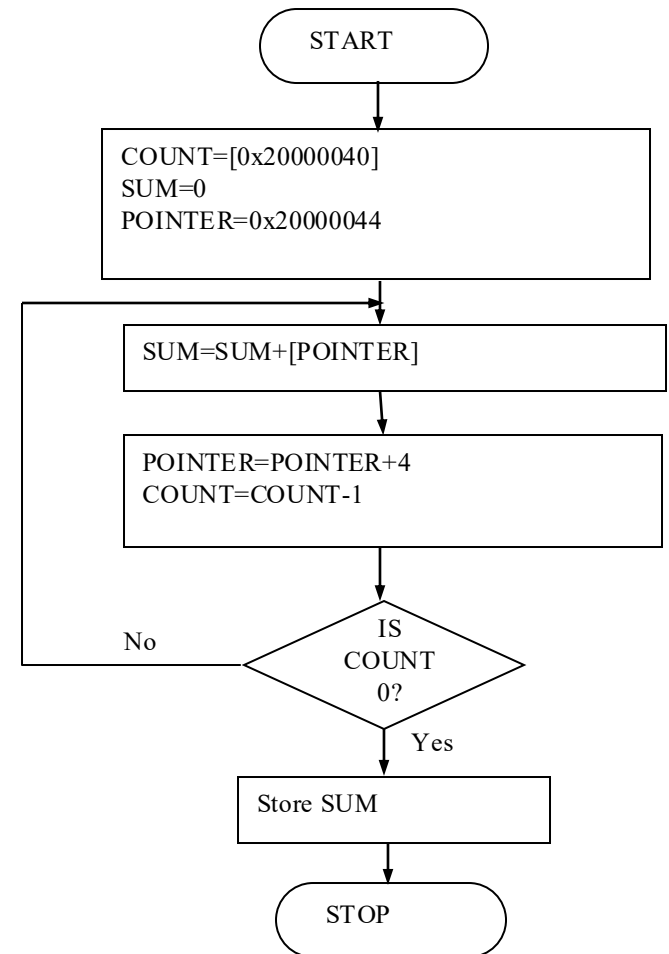 START
COUNT=[0x20000040]
SUM=0
POINTER=0x20000044
SUM=SUM+[POINTER]
POINTER=POINTER+4
COUNT=COUNT-1
IS
COUNT
0?
No
Yes
Store SUM
STOP